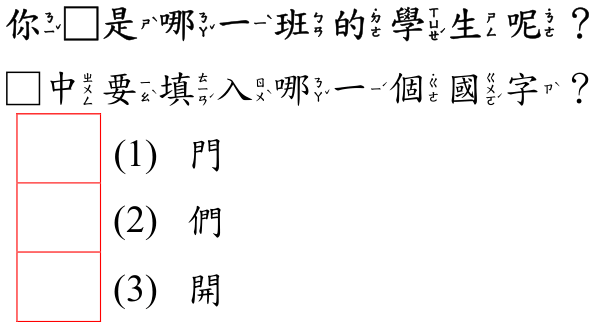 你ㄋㄧˇ□是ㄕˋ哪ㄋㄚˇ一ㄧˋ班ㄅㄢ的ㄉㄜ˙學ㄒㄩㄝˊ生ㄕㄥ呢ㄋㄜ˙？
□中ㄓㄨㄥ要ㄧㄠˋ填ㄊㄧㄢˊ入ㄖㄨˋ哪ㄋㄚˇ一ㄧˊ個ㄍㄜ˙國ㄍㄨㄛˊ字ㄗˋ？
(1) 門
(2) 們
(3) 開